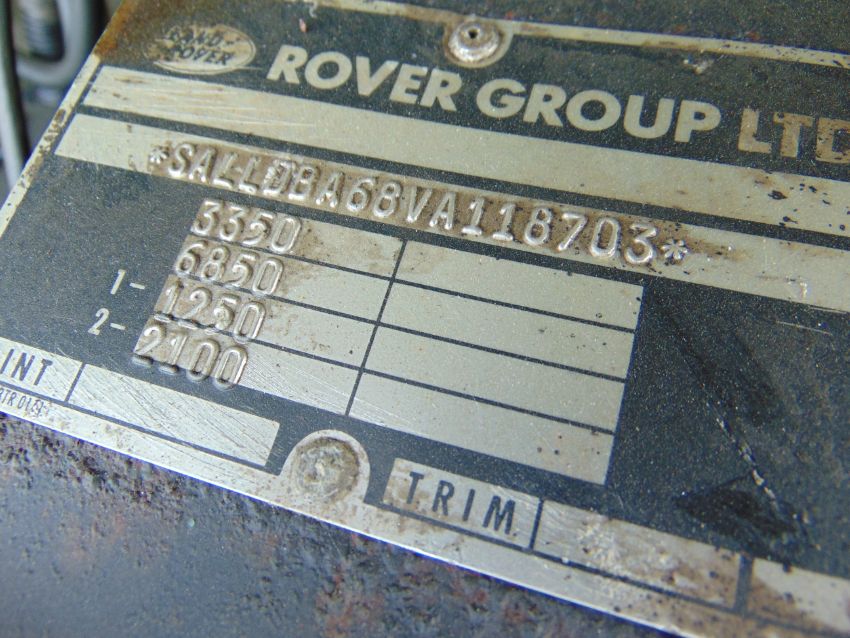 LAND ROVER
ROVER GROUP LTD
*SALLDBA68VA118703*
3350
6850
1- 1250
2- 2100
INT
TRIM